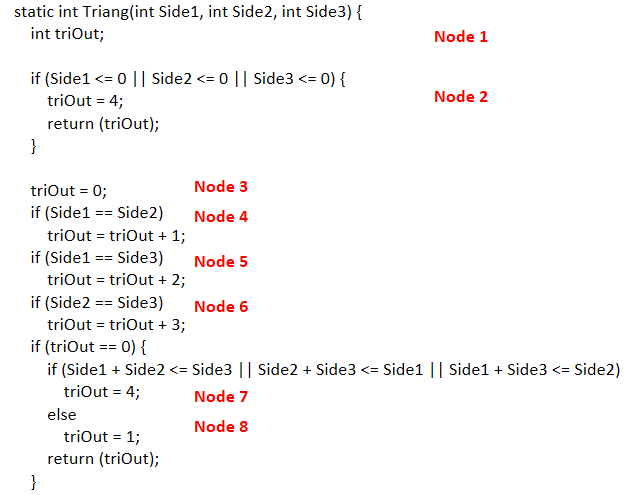 static int Triang(int Side1, int Side2, int Side3) {
int triOut;
Node 1
if (Side1 <= 0 || Side2 <= 0 || Side3 <= 0) {
triOut = 4;
Node 2
return (triOut);
}
triOut = 0;
Node 3
if (Side1 == Side2)
Node 4
triOut = triOut + 1;
if (Side1 == Side3)
Node 5
triOut = triOut + 2;
if (Side2 == Side3)
Node 6
triOut = triOut + 3;
if (triOut == 0) {
if (Side1 + Side2 <= Side3 || Side2 + Side3 <= Side1 || Side1 + Side3 <= Side2)
triOut = 4;
Node 7
else
Node 8
triOut = 1;
return (triOut);
}